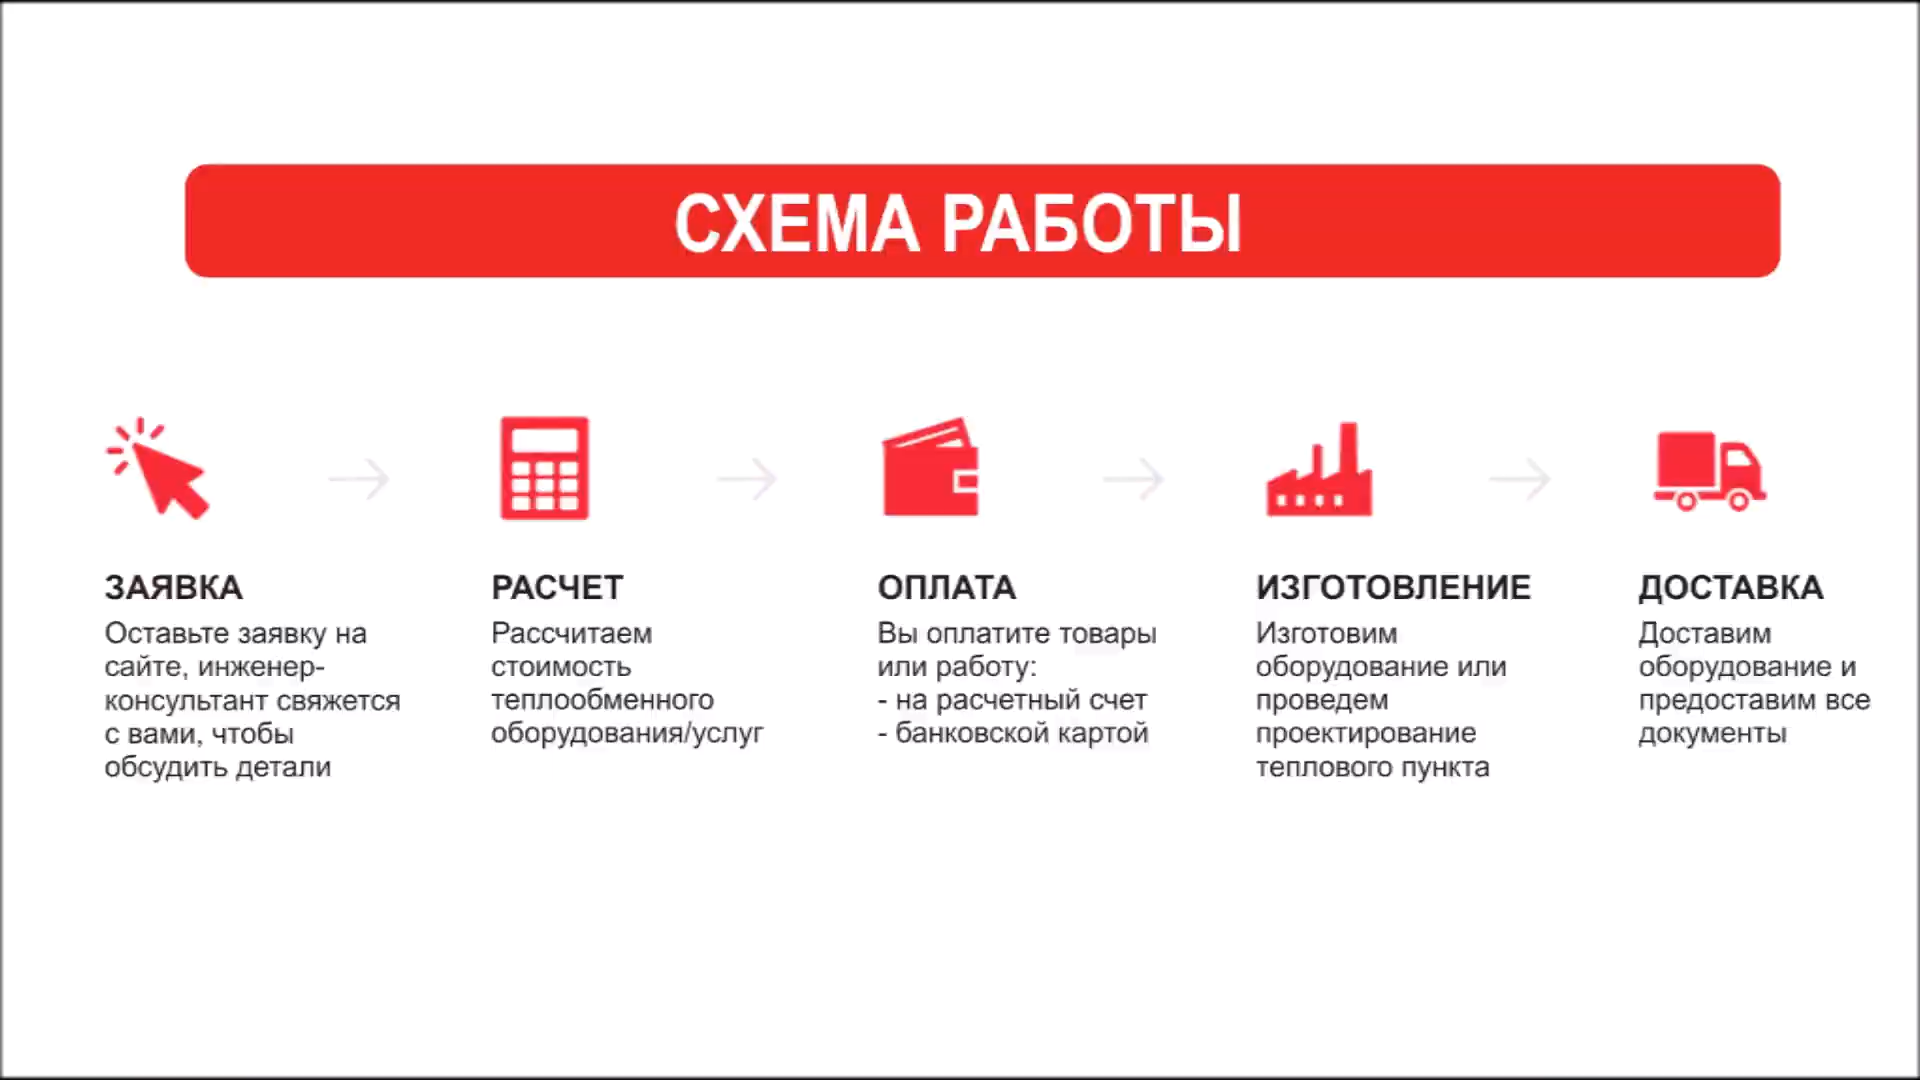 СХЕМА РАБОТЫ
ЗАЯВКА
Оставьте заявку на
сайте, инженер-
консультант свяжется
с вами, чтобы
обсудить детали
РАСЧЕТ
Рассчитаем
стоимость
теплообменного
оборудования/услуг
ОПЛАТА
Вы оплатите товары
или работу:
- на расчетный счет
- банковской картой
ИЗГОТОВЛЕНИЕ
Изготовим
оборудование или
проведем
проектирование
теплового пункта
ДОСТАВКА
Доставим
оборудование и
предоставим все
документы